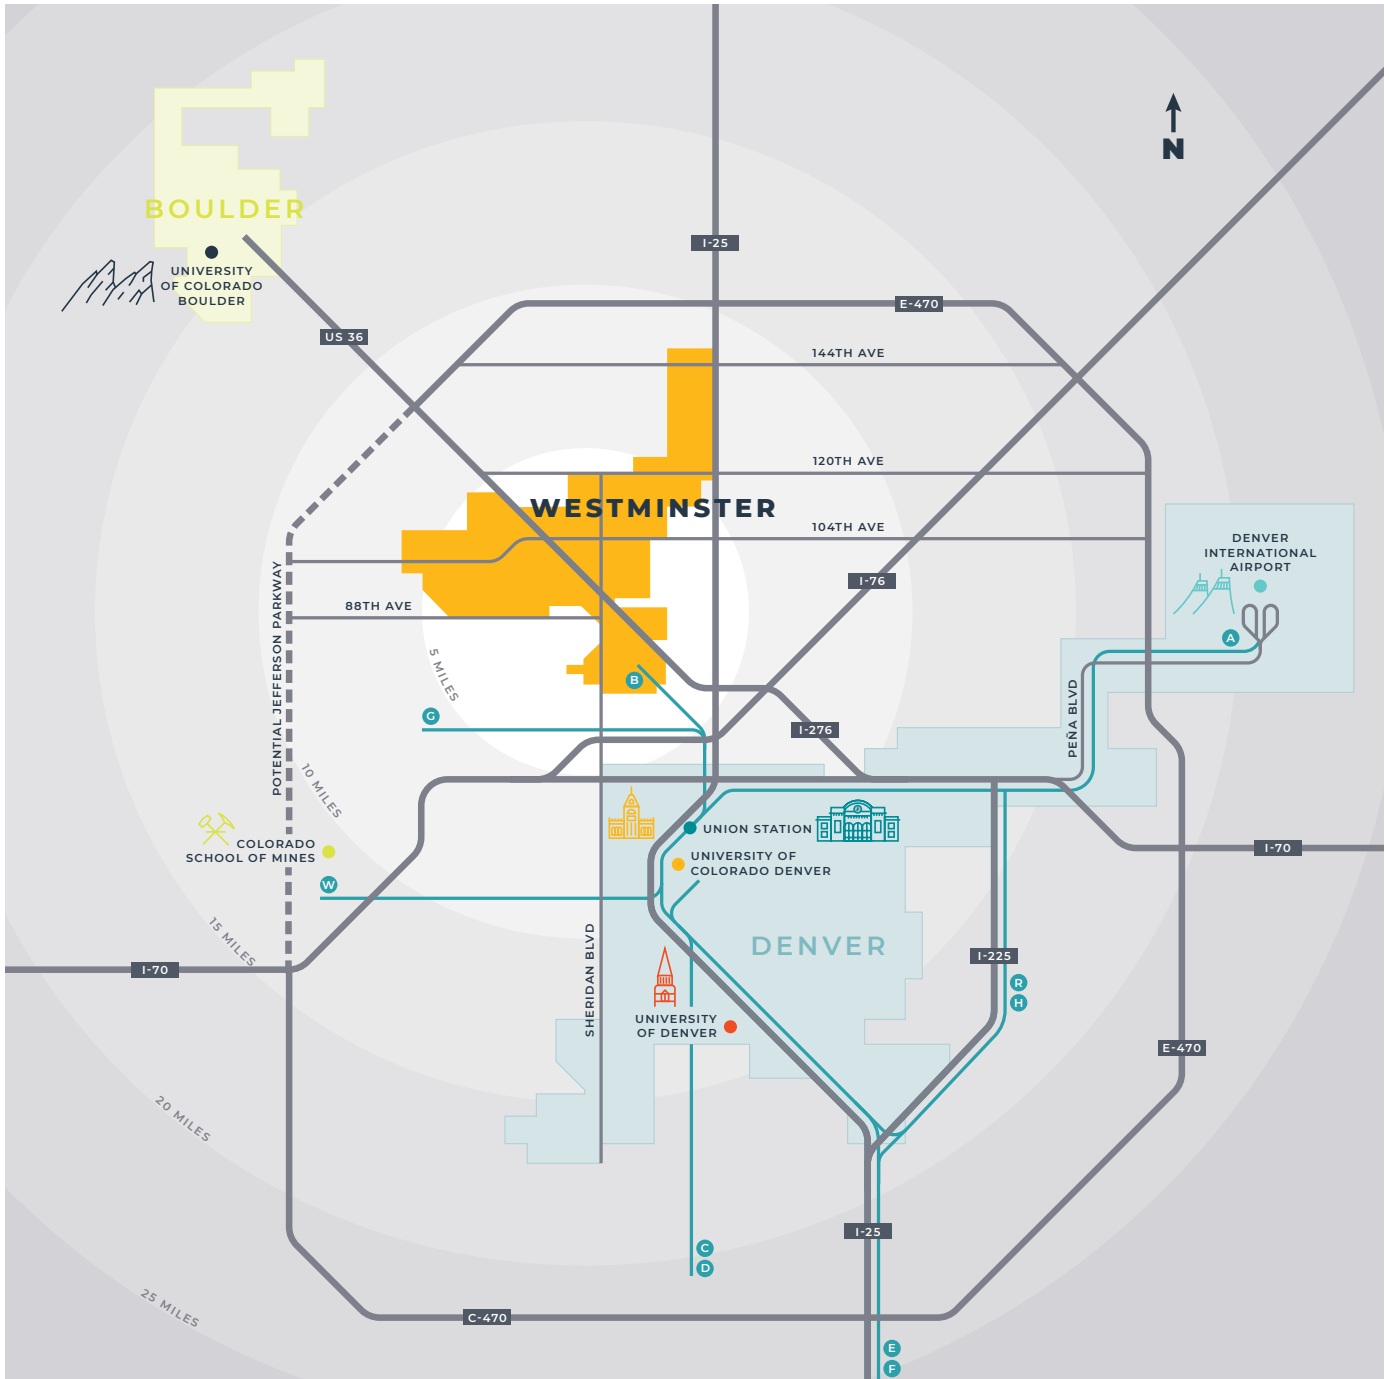 N
BOULDER
UNIVERSITY
OF COLORADO
BOULDER
I-25
E-470
US 36
144TH AVE
120TH AVE
WESTMINSTER
104TH AVE
DENVER
INTERNATIONAL
AIRPORT
I-76
88TH AVE
A
POTENTIAL JEFFERSON PARKWAY
5 MILES
B
G
PEÑA BLVD
I-276
10 MILES
UNION STATION
COLORADO
SCHOOL OF MINES
UNIVERSITY OF
COLORADO DENVER
I-70
W
15 MILES
DENVER
SHERIDAN BLVD
I-70
I-225
R
H
UNIVERSITY
OF DENVER
E-470
20 MILES
I-25
C
D
25 MILES
C-470
E
F